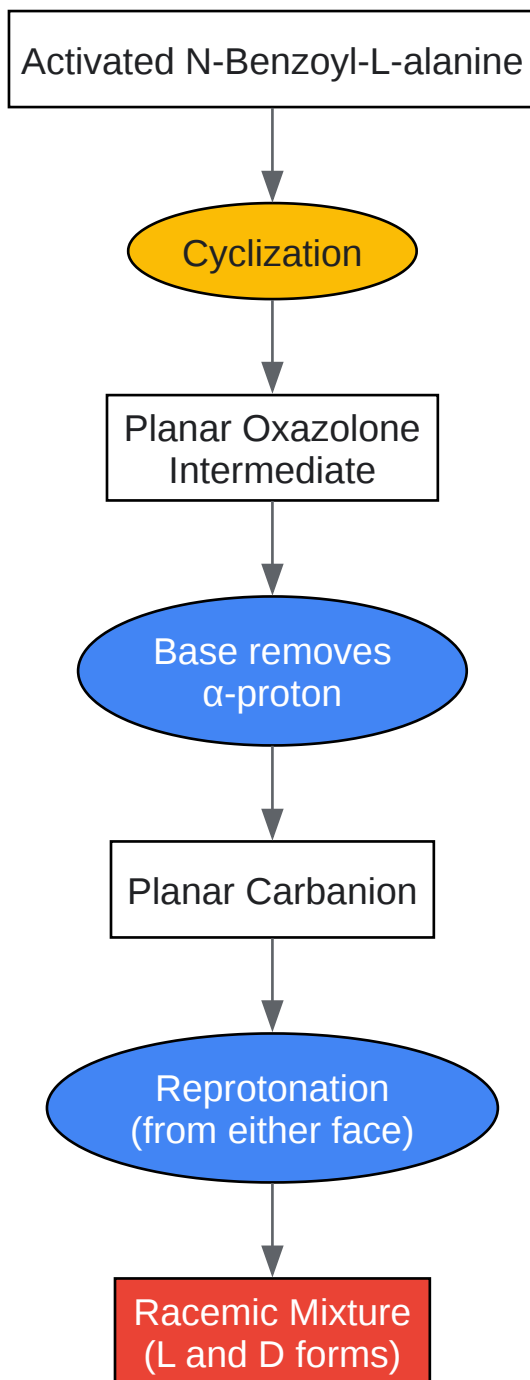 Activated N-Benzoyl-L-alanine
Cyclization
Planar Oxazolone
Intermediate
Base removes
α-proton
Planar Carbanion
Reprotonation
(from either face)
Racemic Mixture
(L and D forms)